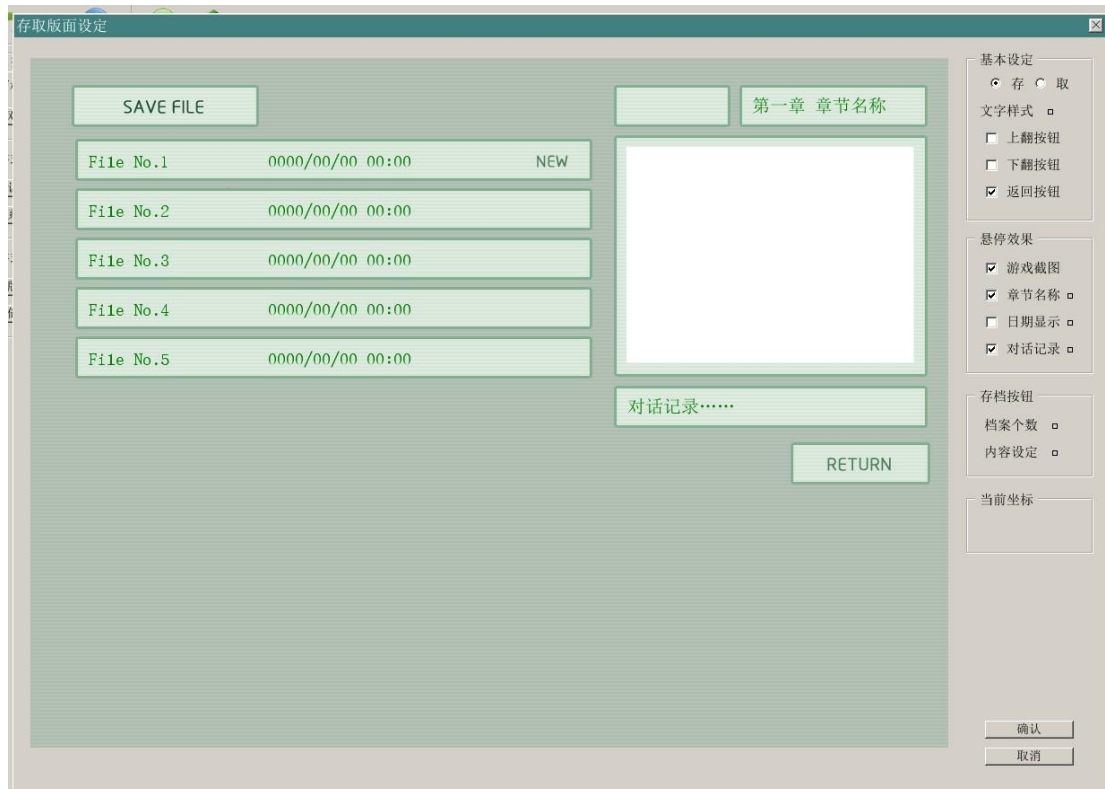 存取版面设定
SAVE FILE
第一章 章节名称
File No.1 0000/00/00 00:00 NEW
File No.2 0000/00/00 00:00
File No.3 0000/00/00 00:00
File No.4 0000/00/00 00:00
File No.5 0000/00/00 00:00
对话记录……
RETURN
基本设定
存 取
文字样式
上翻按钮
下翻按钮
返回按钮
悬停效果
游戏截图
章节名称
日期显示
对话记录
存档按钮
档案个数
内容设定
当前坐标
确认
取消